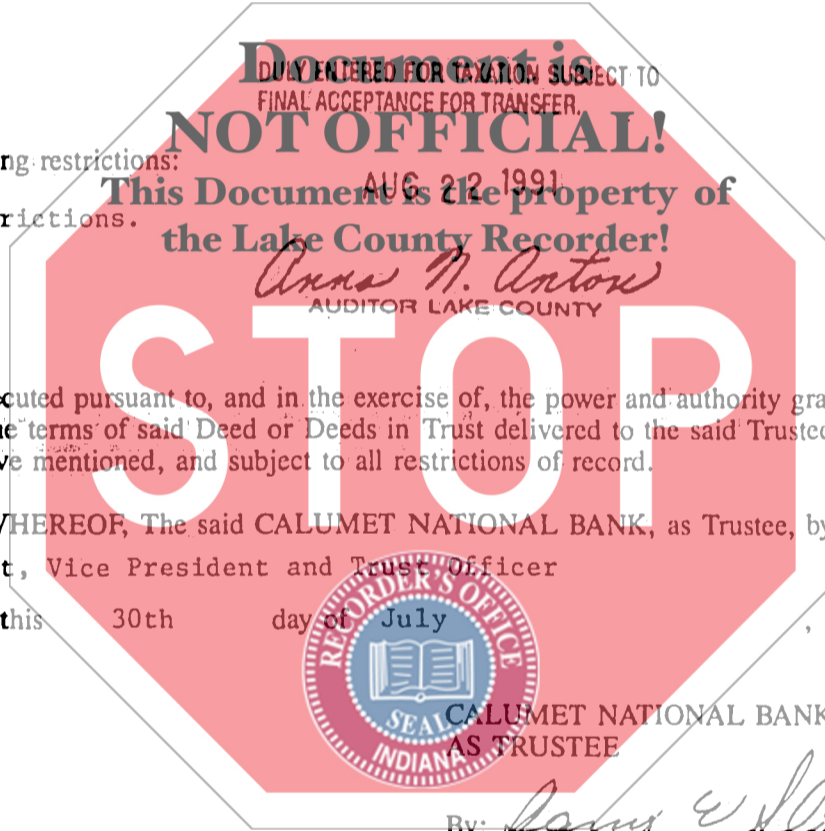 Document is
DULY ENTERED FOR TAXATION SUBJECT TO
FINAL ACCEPTANCE FOR TRANSFER.
NOT OFFICIAL!
ng restrictions:
This Document is the property of
AUG 22 1991
rictions.
the Lake County Recorder!
Anna N. Anton
AUDITOR LAKE COUNTY
STOP
cuted pursuant to, and in the exercise of, the power and authority gra
e terms of said Deed or Deeds in Trust delivered to the said Trustee
ve mentioned, and subject to all restrictions of record.
WHEREOF, The said CALUMET NATIONAL BANK, as Trustee, by
t, Vice President and Trust Officer
this 30th day of July ,
RECORDER'S OFFICE
SEAL
INDIANA
CALUMET NATIONAL BANK
AS TRUSTEE
By: